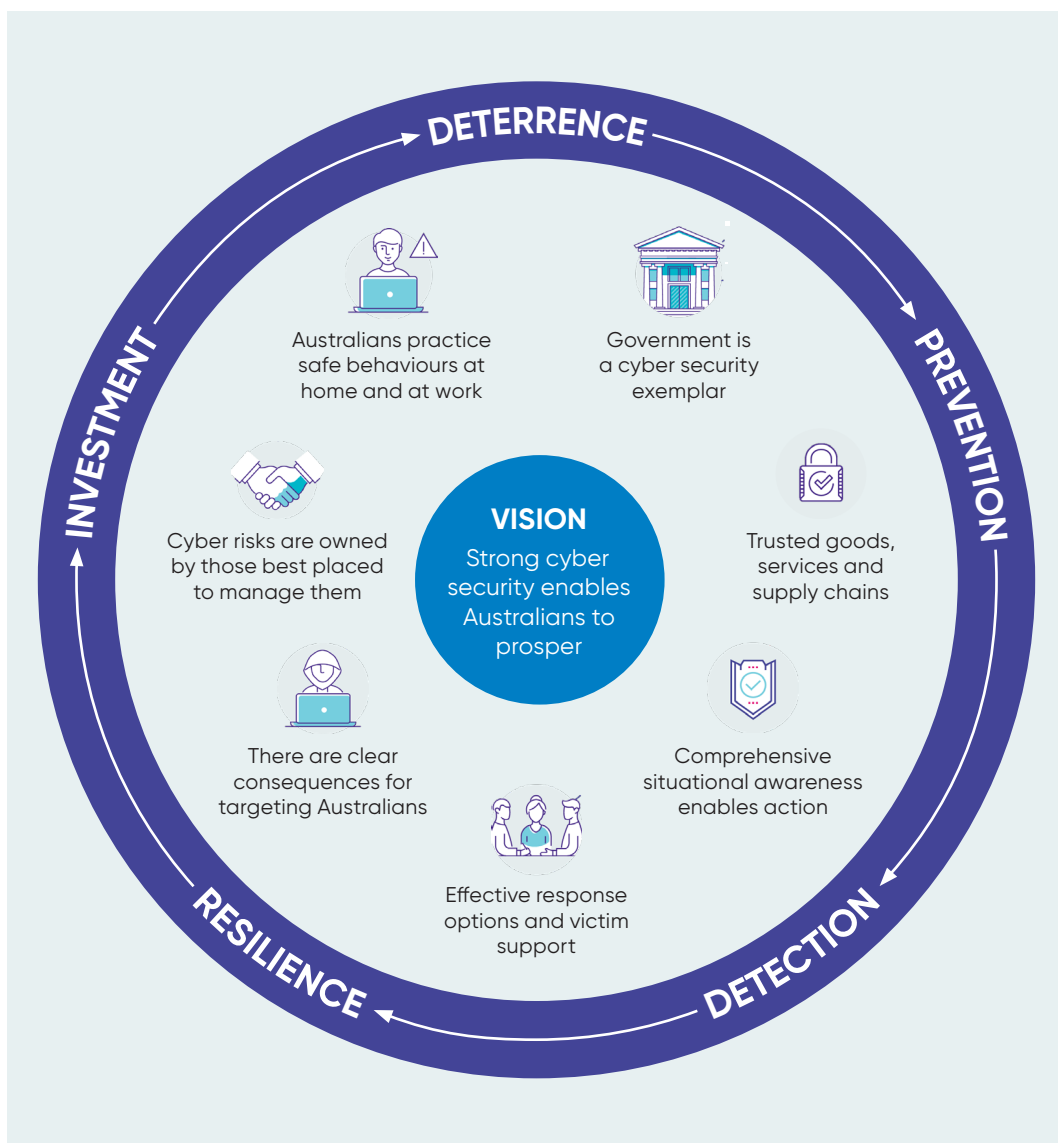 DETERRENCE
PREVENTION
DETECTION
RESILIENCE
INVESTMENT
Australians practice
safe behaviours at
home and at work
Government is
a cyber security
exemplar
Cyber risks are owned
by those best placed
to manage them
VISION
Strong cyber
security enables
Australians to
prosper
Trusted goods,
services and
supply chains
There are clear
consequences for
targeting Australians
Comprehensive
situational awareness
enables action
Effective response
options and victim
support